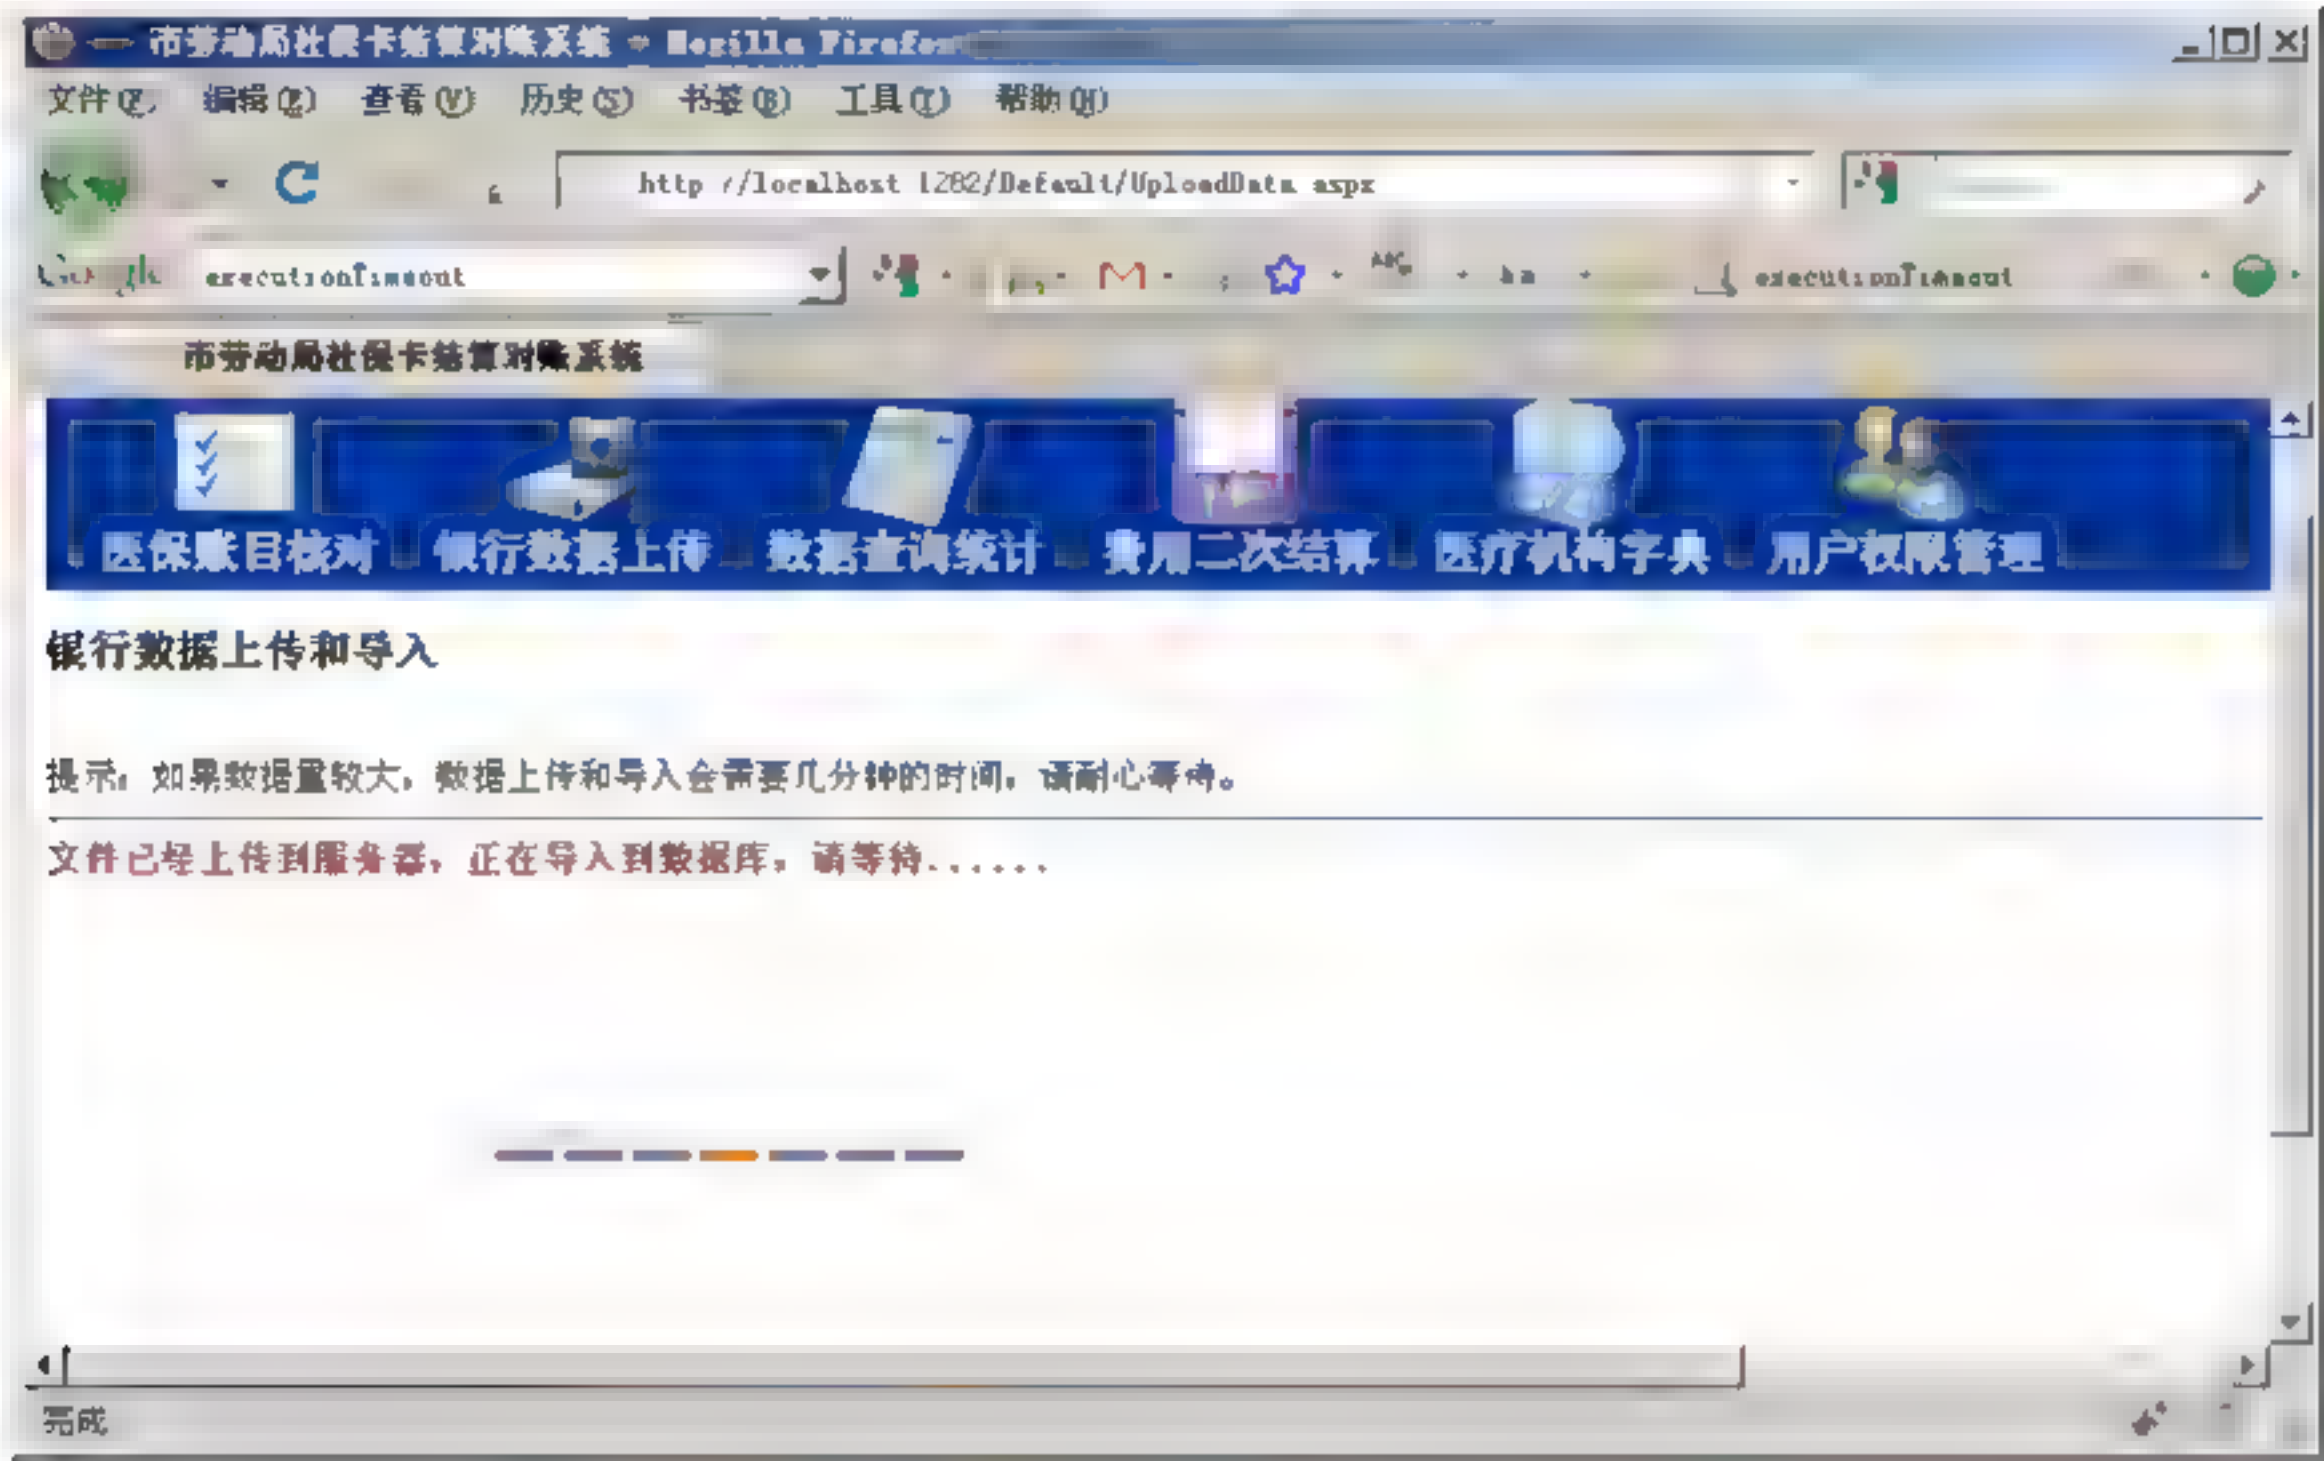 市劳动局社保卡结算对账系统 - Mozilla Firefox
文件(F) 编辑(E) 查看(V) 历史(S) 书签(B) 工具(T) 帮助(H)
http://localhost:1282/Default/UploadData.aspx
executionTimeout executionTimeout
市劳动局社保卡结算对账系统
医保账目核对 银行数据上传 数据查询统计 费用二次结算 医疗机构字典 用户权限管理
银行数据上传和导入
提示：如果数据量较大，数据上传和导入会需要几分钟的时间，请耐心等待。
文件已经上传到服务器，正在导入到数据库，请等待......
完成